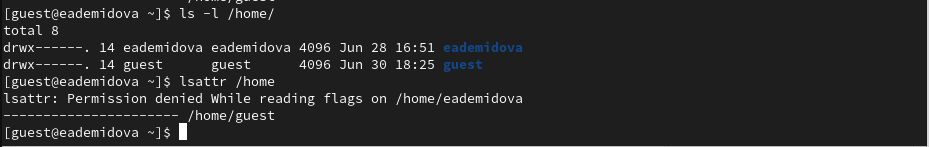 [guest@eademidova ~]$ ls -l /home/
total 8
drwx------. 14 eademidova eademidova 4096 Jun 28 16:51 eademidova
drwx------. 14 guest      guest      4096 Jun 30 18:25 guest
[guest@eademidova ~]$ lsattr /home
lsattr: Permission denied While reading flags on /home/eademidova
---------------------- /home/guest
[guest@eademidova ~]$